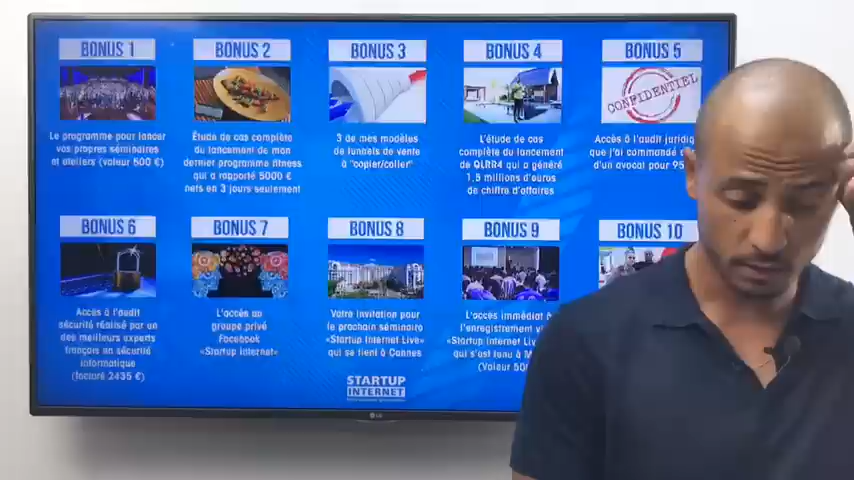 BONUS 1
Le programme pour lancer
vos propres séminaires
et ateliers (valeur 500 €)
BONUS 2
Étude de cas complète
du lancement de mon
dernier programme fitness
qui a rapporté 5000 €
nets en 3 jours seulement
BONUS 3
3 de mes modèles
de tunnels de vente
à "copier/coller"
BONUS 4
L'étude de cas
complète du lancement
de QLRR4 qui a généré
1,5 millions d'euros
de chiffre d'affaires
BONUS 5
CONFIDENTIEL
Accès à l'audit
que j'ai commandé
d'un avocat pour
BONUS 6
Accès à l'audit
sécurité réalisé par un
des meilleurs experts
français en sécurité
informatique
(facturé 2435 €)
BONUS 7
L'accès au
groupe privé
Facebook
«Startup Internet»
BONUS 8
Votre invitation pour
le prochain séminaire
«Startup Internet Live»
qui se tient à Cannes
BONUS 9
L'accès immédiat
l'enregistrement
«Startup Internet
qui s'est tenu à
(Valeur
BONUS 10
STARTUP
INTERNET
LG